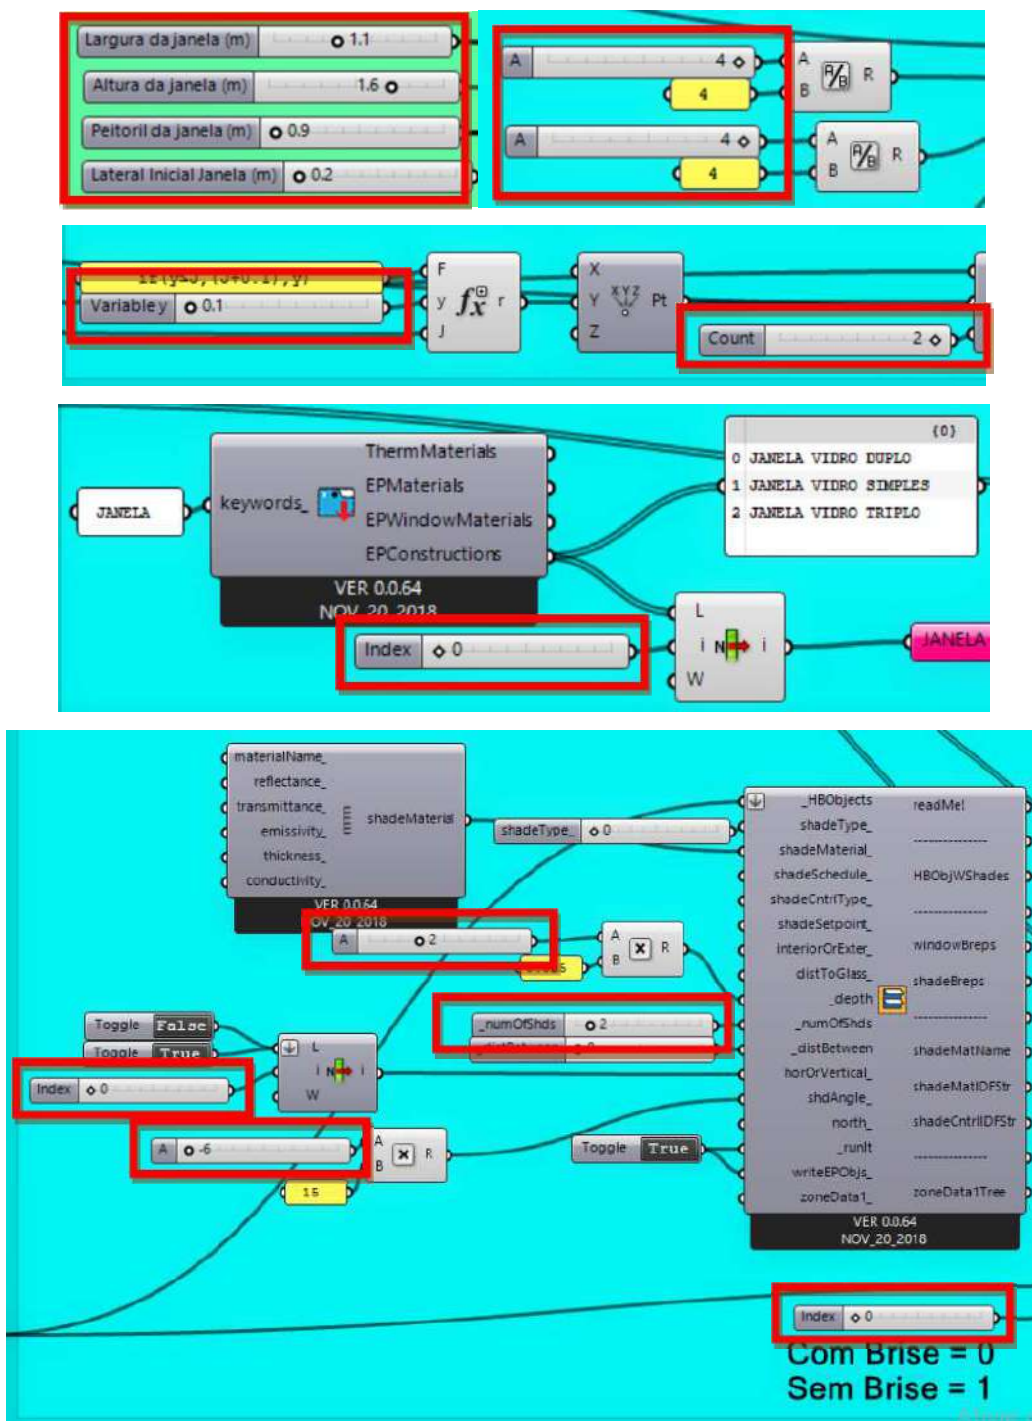 Largura da janela (m) 1.1
Altura da janela (m) 1.6
Peitoril da janela (m) 0.9
Lateral Inicial Janela (m) 0.2
A 4
4
A B A/B R
A 4
4
A B A/B R
Variable y 0.1
F
y fx r
J
X
Y XYZ Pt
Z
Count 2
JANELA
keywords_
ThermMaterials
EPMaterials
EPWindowMaterials
EPConstructions
VER 0.0.64
NOV_20_2018
{0}
0 JANELA VIDRO DUPLO
1 JANELA VIDRO SIMPLES
2 JANELA VIDRO TRIPLO
Index 0
L
i N i
W
JANELA
materialName_
reflectance_
transmittance_
emissivity_
thickness_
conductivity_
shadeMaterial
VER 0.0.64
NOV_20_2018
shadeType_ 0
A 2
A B X R
_numOfShds 2
_distBetween
Toggle False
Toggle True
Index 0
L
i N i
W
A -6
15
A B X R
Toggle True
_HBObjects
shadeType_
shadeMaterial_
shadeSchedule_
shadeCntrlType_
shadeSetpoint_
interiorOrExter_
distToGlass_
_depth
_numOfShds
_distBetween
horOrVertical_
shdAngle_
north_
_runIt
writeEPObjs_
zoneData1_
readMe!
---------------
HBObjWShades
---------------
windowBreps
shadeBreps
---------------
shadeMatName
shadeMatIDFStr
shadeCntrlIDFStr
---------------
zoneData1Tree
VER 0.0.64
NOV_20_2018
Index 0
Com Brise = 0
Sem Brise = 1